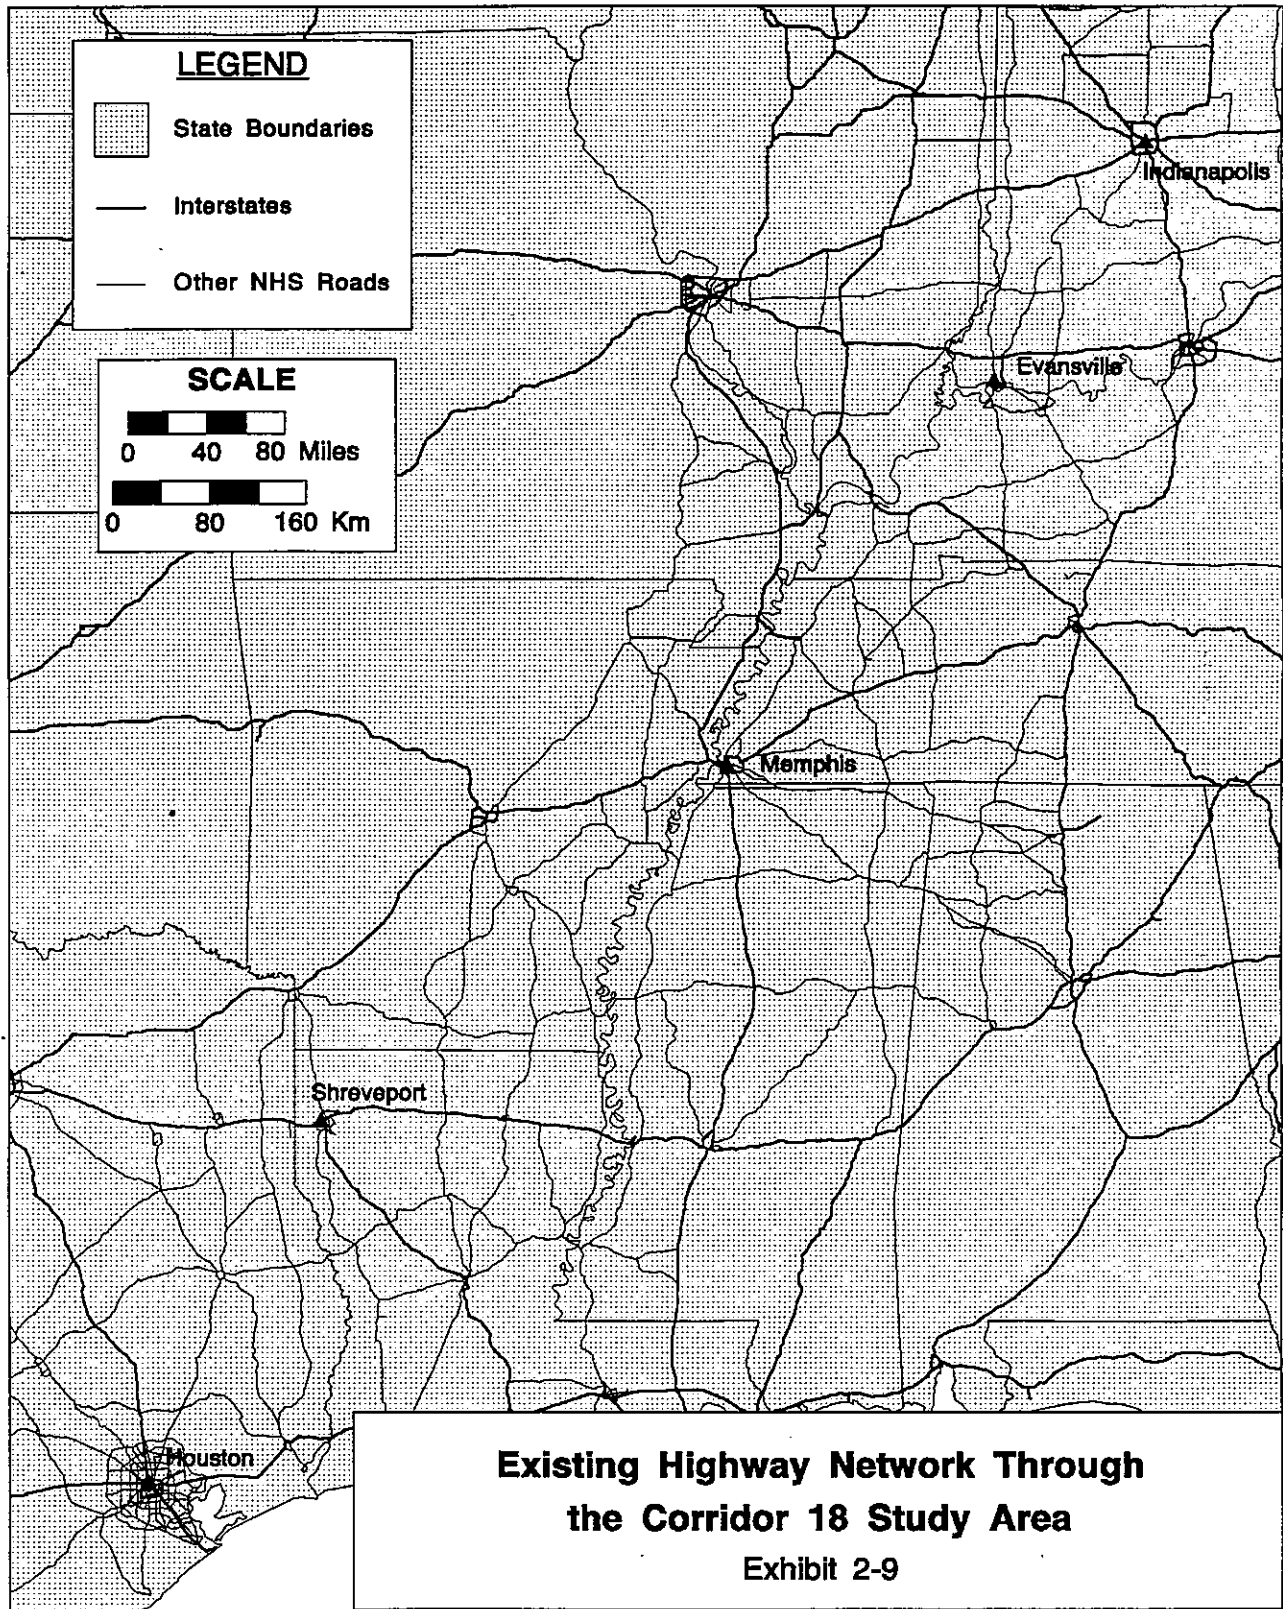 LEGEND
State Boundaries
Interstates
Other NHS Roads
SCALE
0 40 80 Miles
0 80 160 Km
Indianapolis
Evansville
Memphis
Shreveport
Houston
Existing Highway Network Through
the Corridor 18 Study Area
Exhibit 2-9